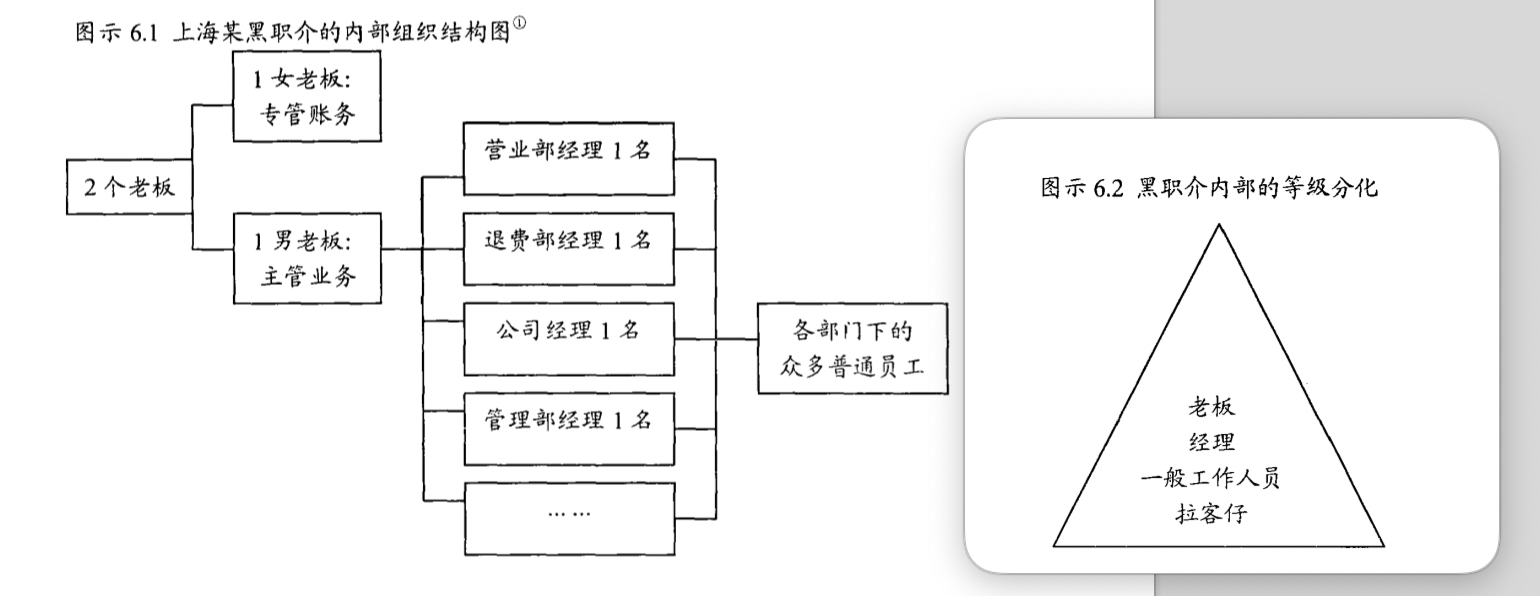 图示 6.1 上海某黑职介的内部组织结构图①
1 女老板:
专管账务
2 个老板
1 男老板:
主管业务
营业部经理 1 名
退费部经理 1 名
公司经理 1 名
管理部经理 1 名
... ...
各部门下的
众多普通员工
图示 6.2 黑职介内部的等级分化
老板
经理
一般工作人员
拉客仔